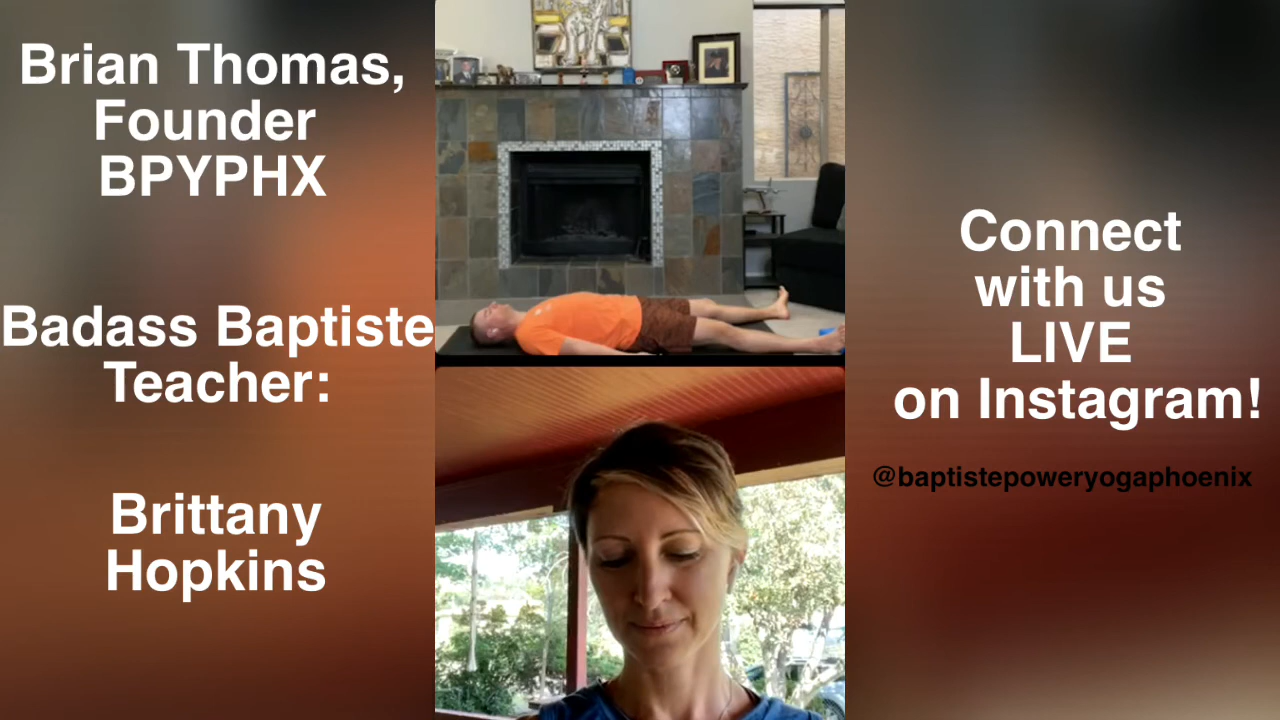 Brian Thomas,
Founder
BPYPHX
Badass Baptiste
Teacher:
Brittany
Hopkins
Connect
with us
LIVE
on Instagram!
@baptistepoweryogaphoenix